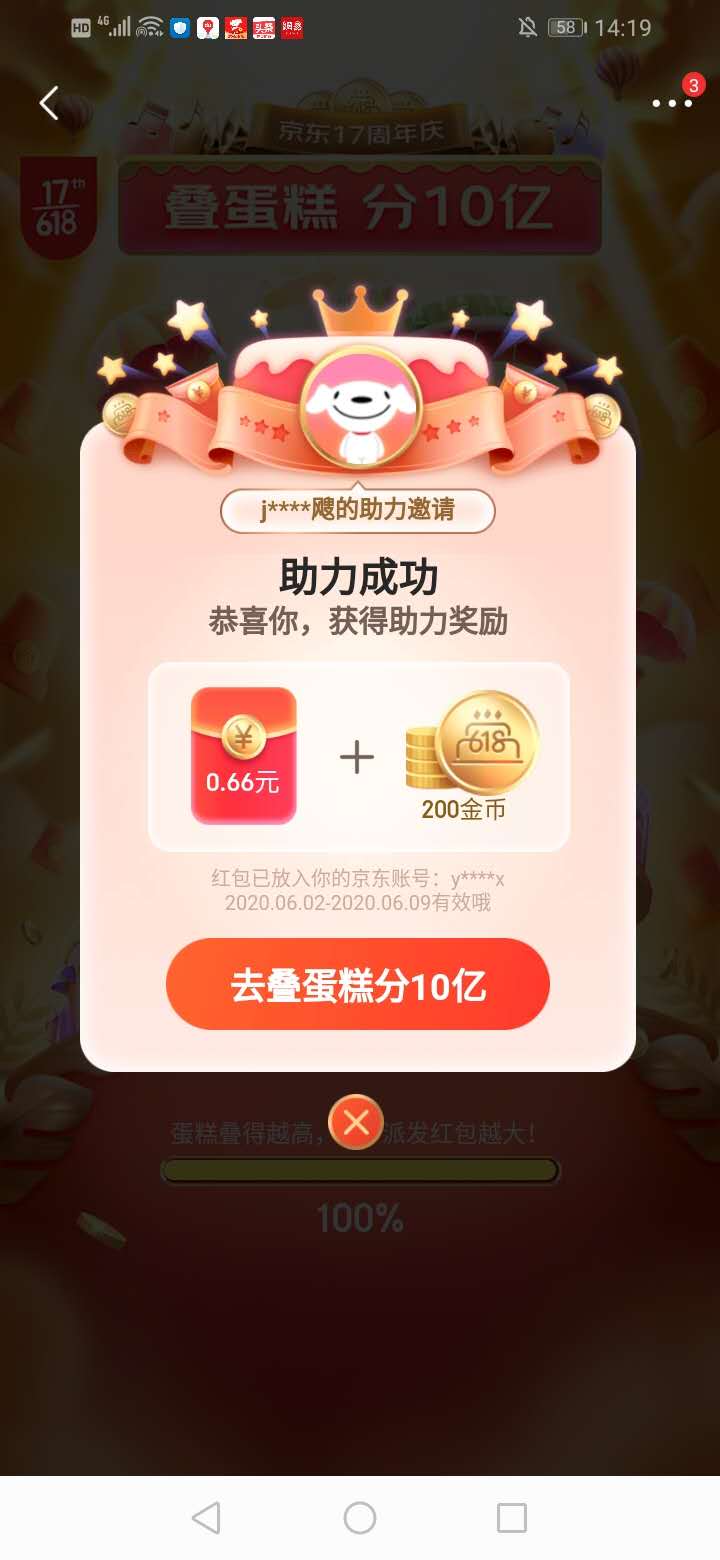 HD 4G 58 14:19
3
京东17周年庆
17th
618
叠蛋糕 分10亿
j****飕的助力邀请
助力成功
恭喜你，获得助力奖励
¥
0.66元
+
618
200金币
红包已放入你的京东账号：y****x
2020.06.02-2020.06.09有效哦
去叠蛋糕分10亿
蛋糕叠得越高，派发红包越大！
100%